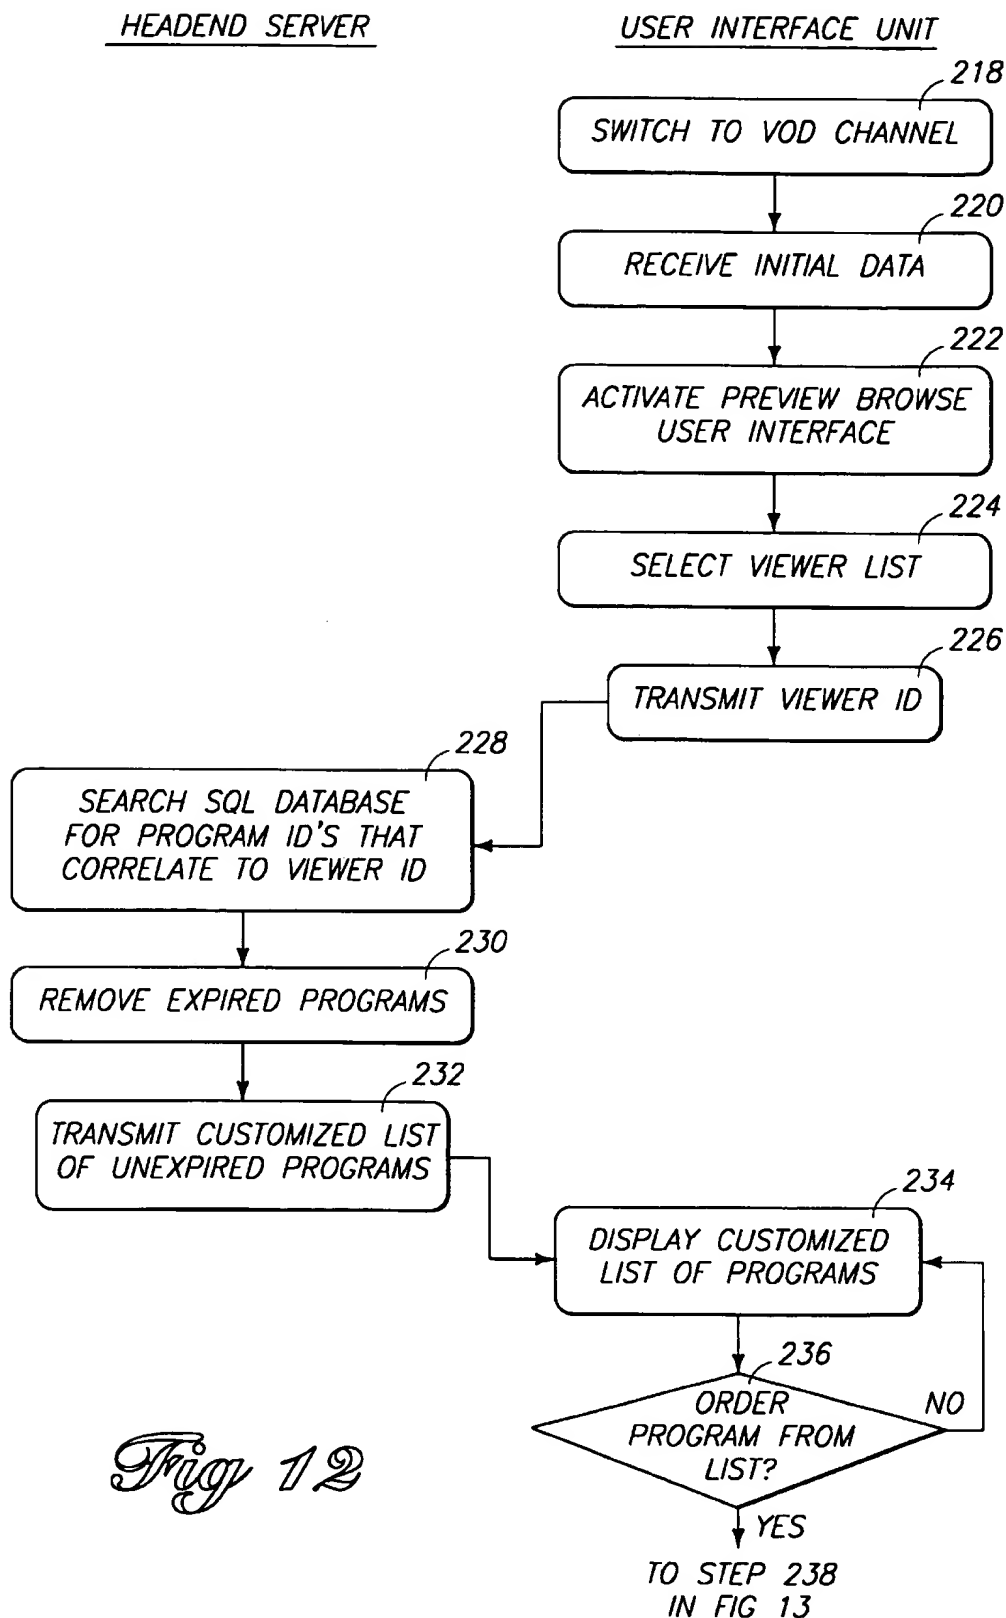 HEADEND SERVER
USER INTERFACE UNIT
218
SWITCH TO VOD CHANNEL
220
RECEIVE INITIAL DATA
222
ACTIVATE PREVIEW BROWSE
USER INTERFACE
224
SELECT VIEWER LIST
226
TRANSMIT VIEWER ID
228
SEARCH SQL DATABASE
FOR PROGRAM ID'S THAT
CORRELATE TO VIEWER ID
230
REMOVE EXPIRED PROGRAMS
232
TRANSMIT CUSTOMIZED LIST
OF UNEXPIRED PROGRAMS
234
DISPLAY CUSTOMIZED
LIST OF PROGRAMS
236
ORDER
PROGRAM FROM
LIST?
NO
YES
TO STEP 238
IN FIG 13
Fig 12